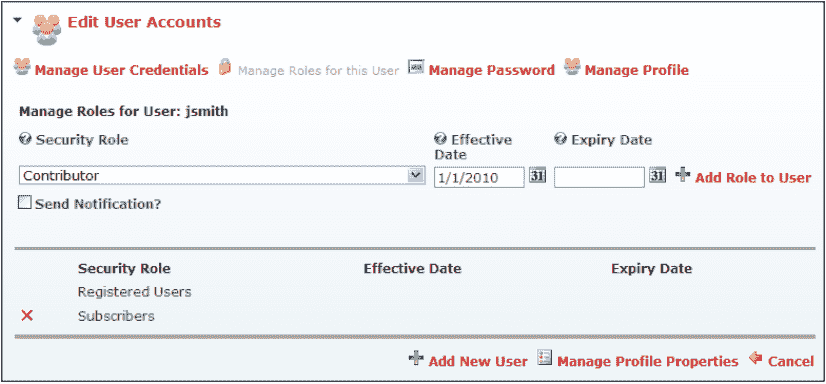 Edit User Accounts
Manage User Credentials Manage Roles for this User Manage Password Manage Profile
Manage Roles for User: jsmith
Security Role Effective Date Expiry Date
Contributor 1/1/2010 31 31 Add Role to User
Send Notification?
Security Role Effective Date Expiry Date
Registered Users
Subscribers
Add New User Manage Profile Properties Cancel